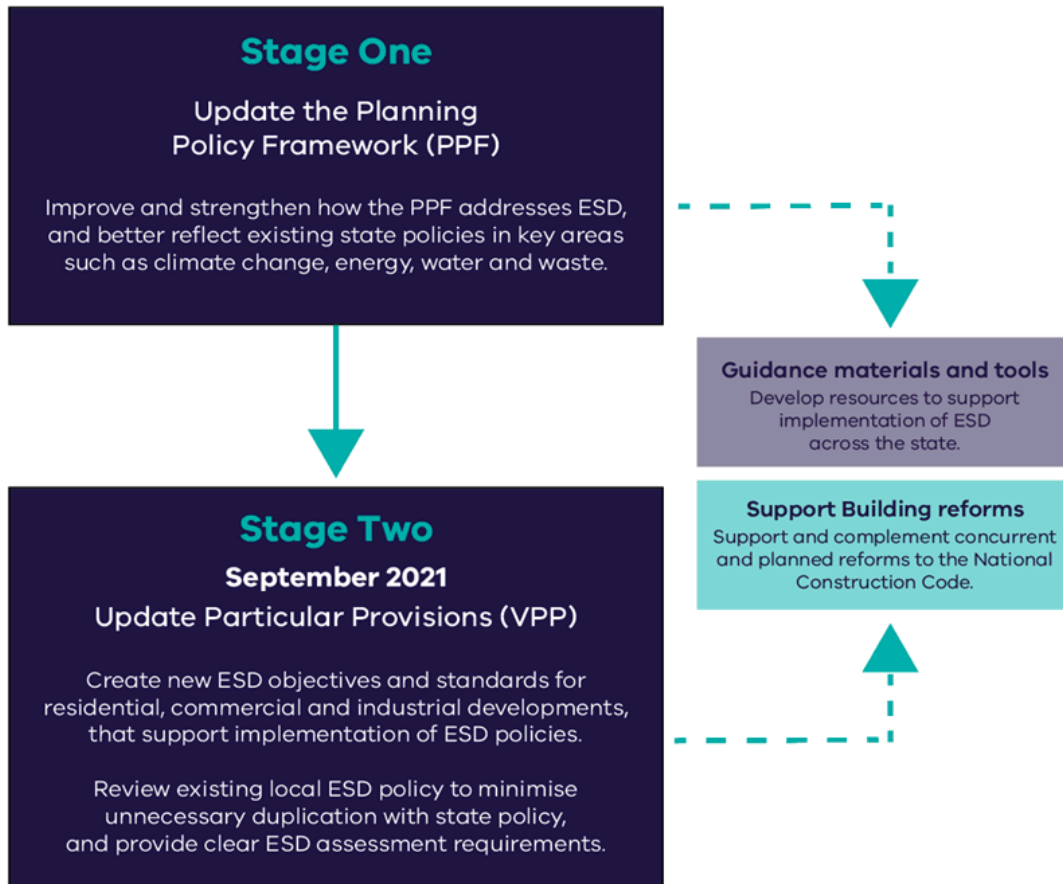 Stage One
Update the Planning
Policy Framework (PPF)
Improve and strengthen how the PPF addresses ESD,
and better reflect existing state policies in key areas
such as climate change, energy, water and waste.
Guidance materials and tools
Develop resources to support
implementation of ESD
across the state.
Support Building reforms
Support and complement concurrent
and planned reforms to the National
Construction Code.
Stage Two
September 2021
Update Particular Provisions (VPP)
Create new ESD objectives and standards for
residential, commercial and industrial developments,
that support implementation of ESD policies.
Review existing local ESD policy to minimise
unnecessary duplication with state policy,
and provide clear ESD assessment requirements.